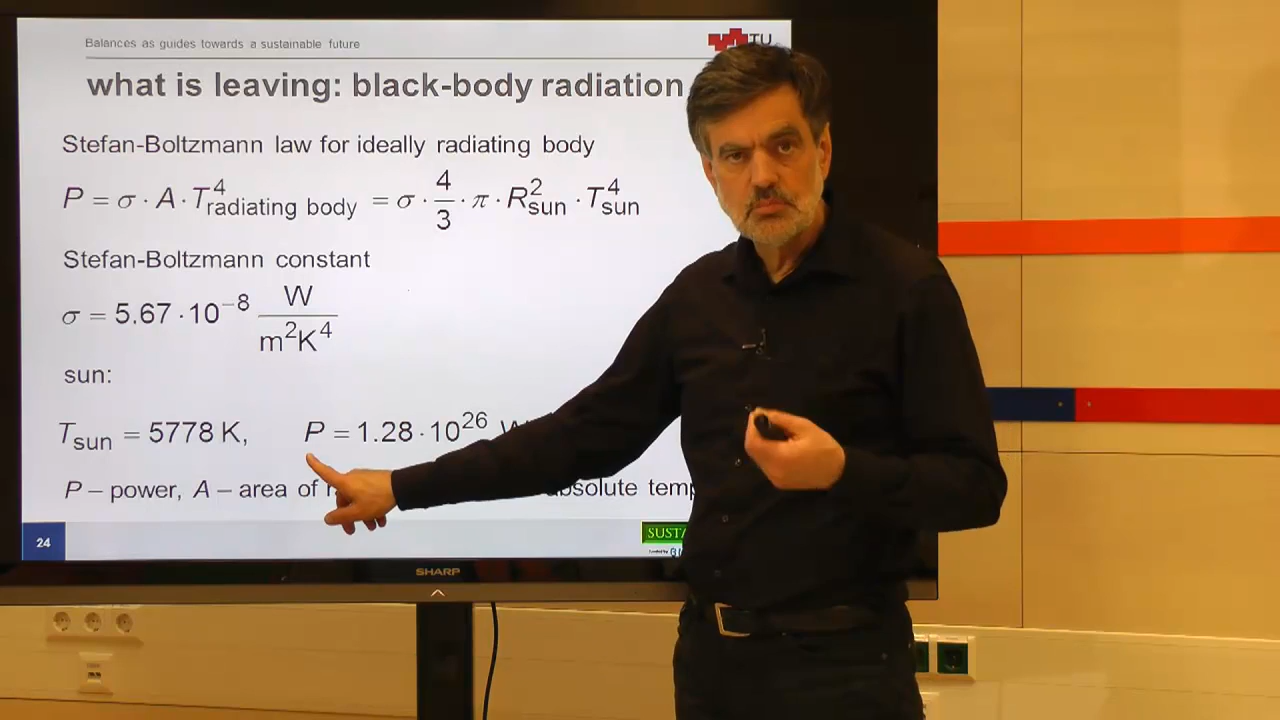 Balances as guides towards a sustainable future
TU
what is leaving: black-body radiation
Stefan-Boltzmann law for ideally radiating body
P = σ · A · T⁴ radiating body = σ · 4/3 · π · R²sun · T⁴sun
Stefan-Boltzmann constant
σ = 5.67 · 10⁻⁸ W/m²K⁴
sun:
Tsun = 5778 K, P = 1.28 · 10²⁶ W
P – power, A – area of absolute
24
SHARP